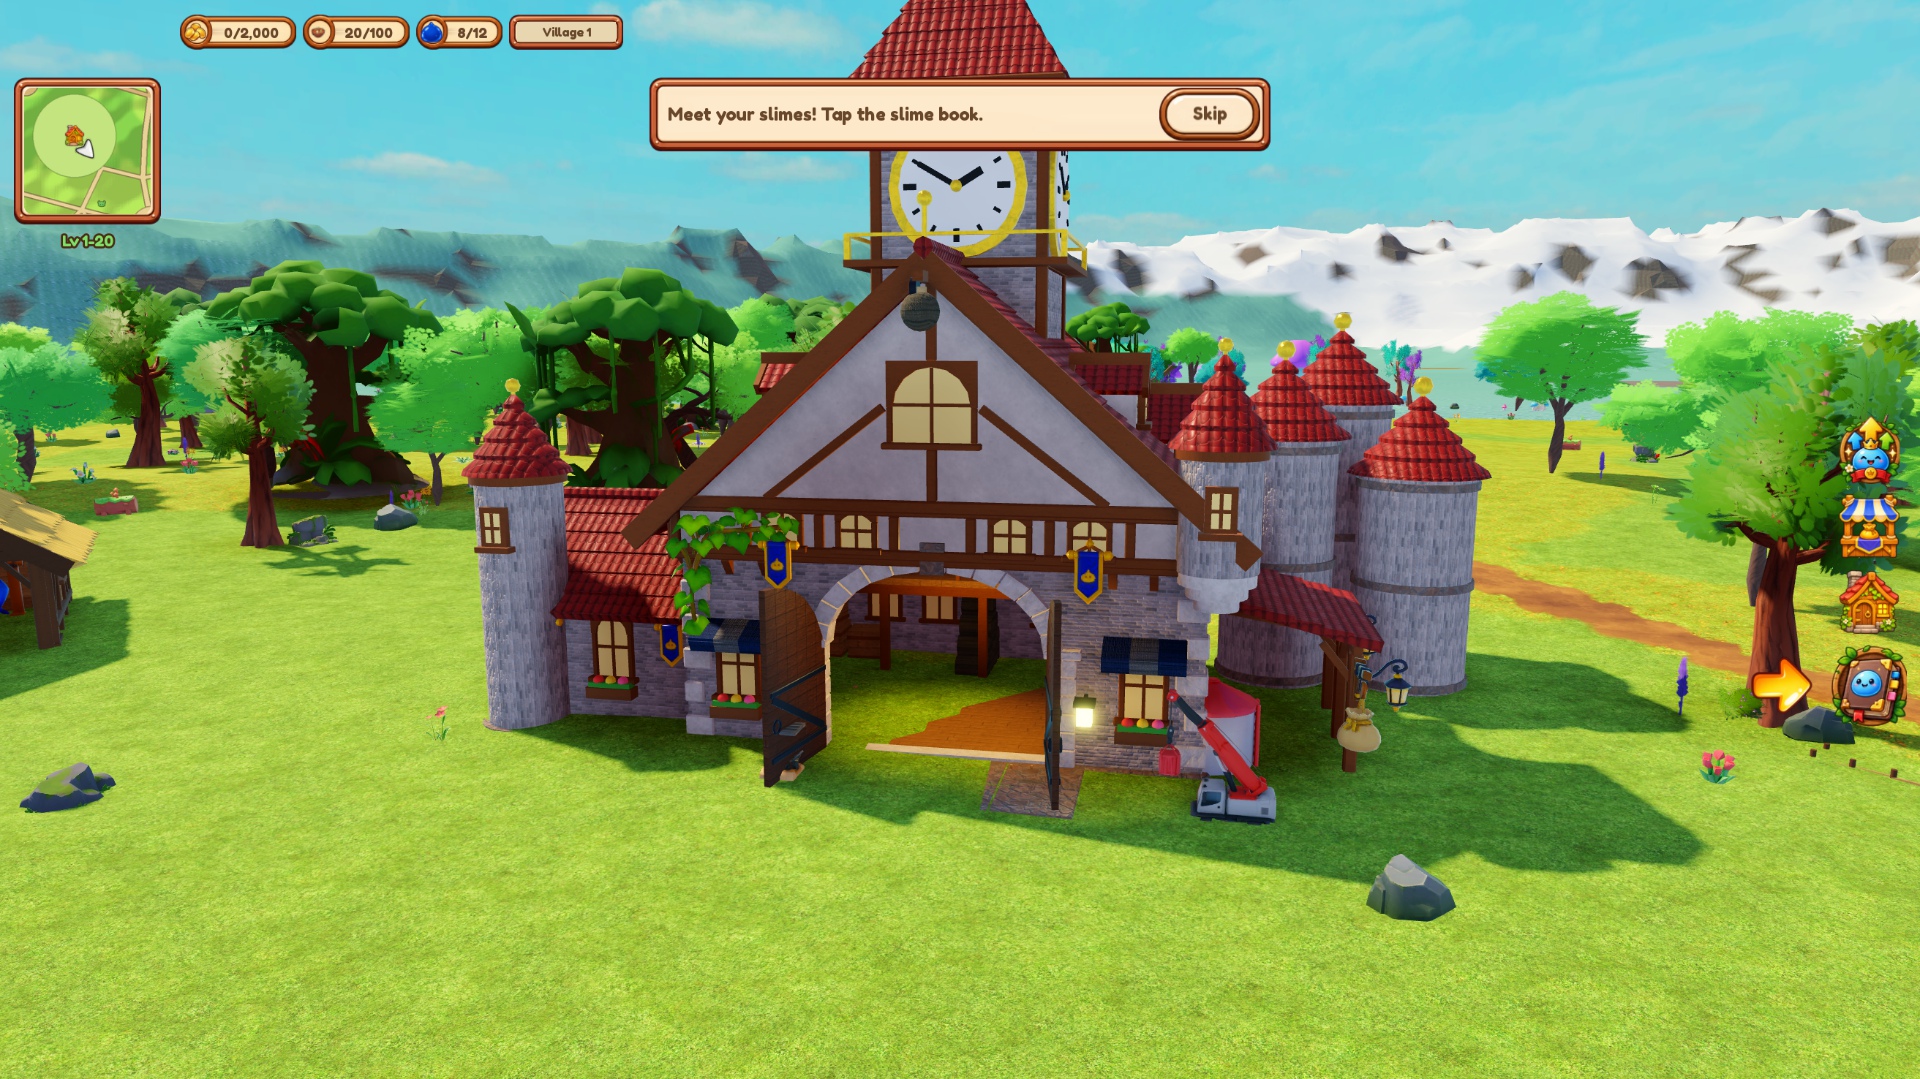 0/2,000
20/100
8/12
Village 1
Meet your slimes! Tap the slime book.
Skip
Lv 1-20